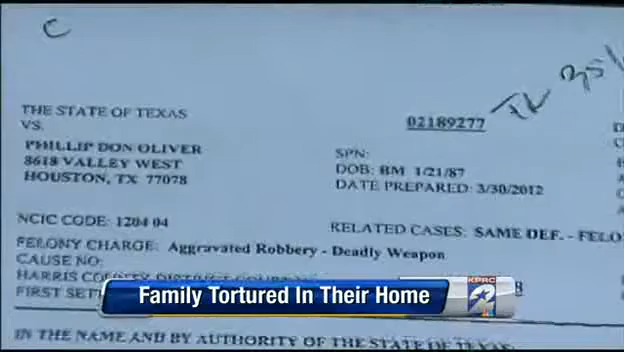 C
THE STATE OF TEXAS
VS.
02189277
PHILLIP DON OLIVER
8618 VALLEY WEST
HOUSTON, TX 77078
SPN:
DOB: BM 1/21/87
DATE PREPARED: 3/30/2012
NCIC CODE: 1204 04
RELATED CASES: SAME DEF. - FELO
FELONY CHARGE: Aggravated Robbery - Deadly Weapon
CAUSE NO:
HARRIS COUNTY DISTRICT
FIRST
Family Tortured In Their Home
KPRC
2
IN THE NAME AND BY AUTHORITY OF THE STATE OF TEXAS: